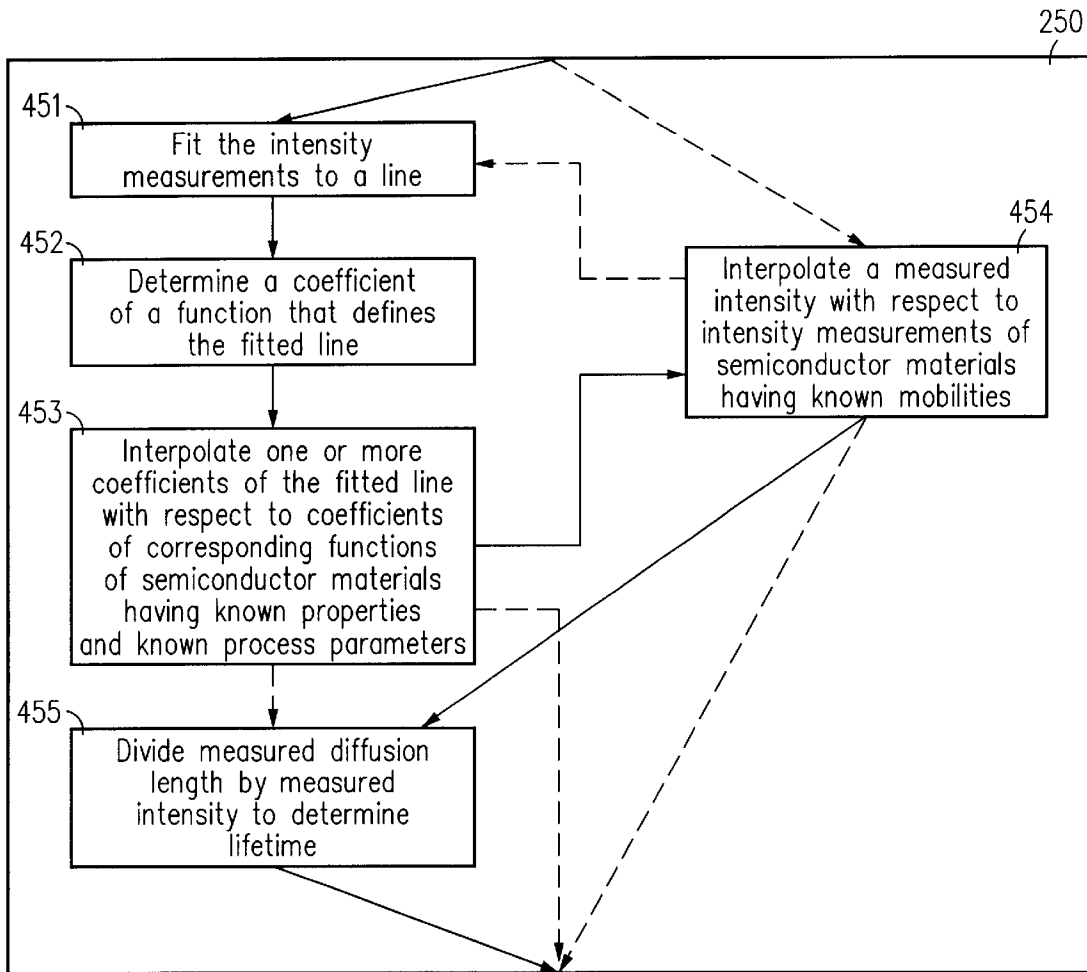 250
451
Fit the intensity
measurements to a line
452
Determine a coefficient
of a function that defines
the fitted line
453
Interpolate one or more
coefficients of the fitted line
with respect to coefficients
of corresponding functions
of semiconductor materials
having known properties
and known process parameters
454
Interpolate a measured
intensity with respect to
intensity measurements of
semiconductor materials
having known mobilities
455
Divide measured diffusion
length by measured
intensity to determine
lifetime